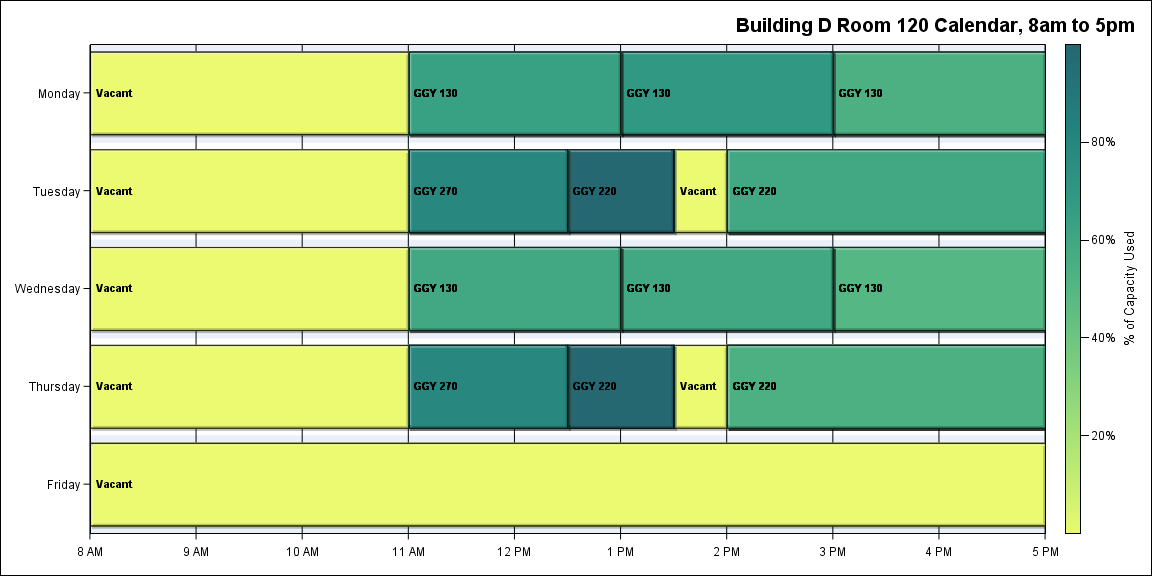 Building D Room 120 Calendar, 8am to 5pm
Monday
Vacant
GGY 130
GGY 130
GGY 130
Tuesday
Vacant
GGY 270
GGY 220
Vacant
GGY 220
Wednesday
Vacant
GGY 130
GGY 130
GGY 130
Thursday
Vacant
GGY 270
GGY 220
Vacant
GGY 220
Friday
Vacant
8 AM
9 AM
10 AM
11 AM
12 PM
1 PM
2 PM
3 PM
4 PM
5 PM
80%
60%
40%
20%
% of Capacity Used